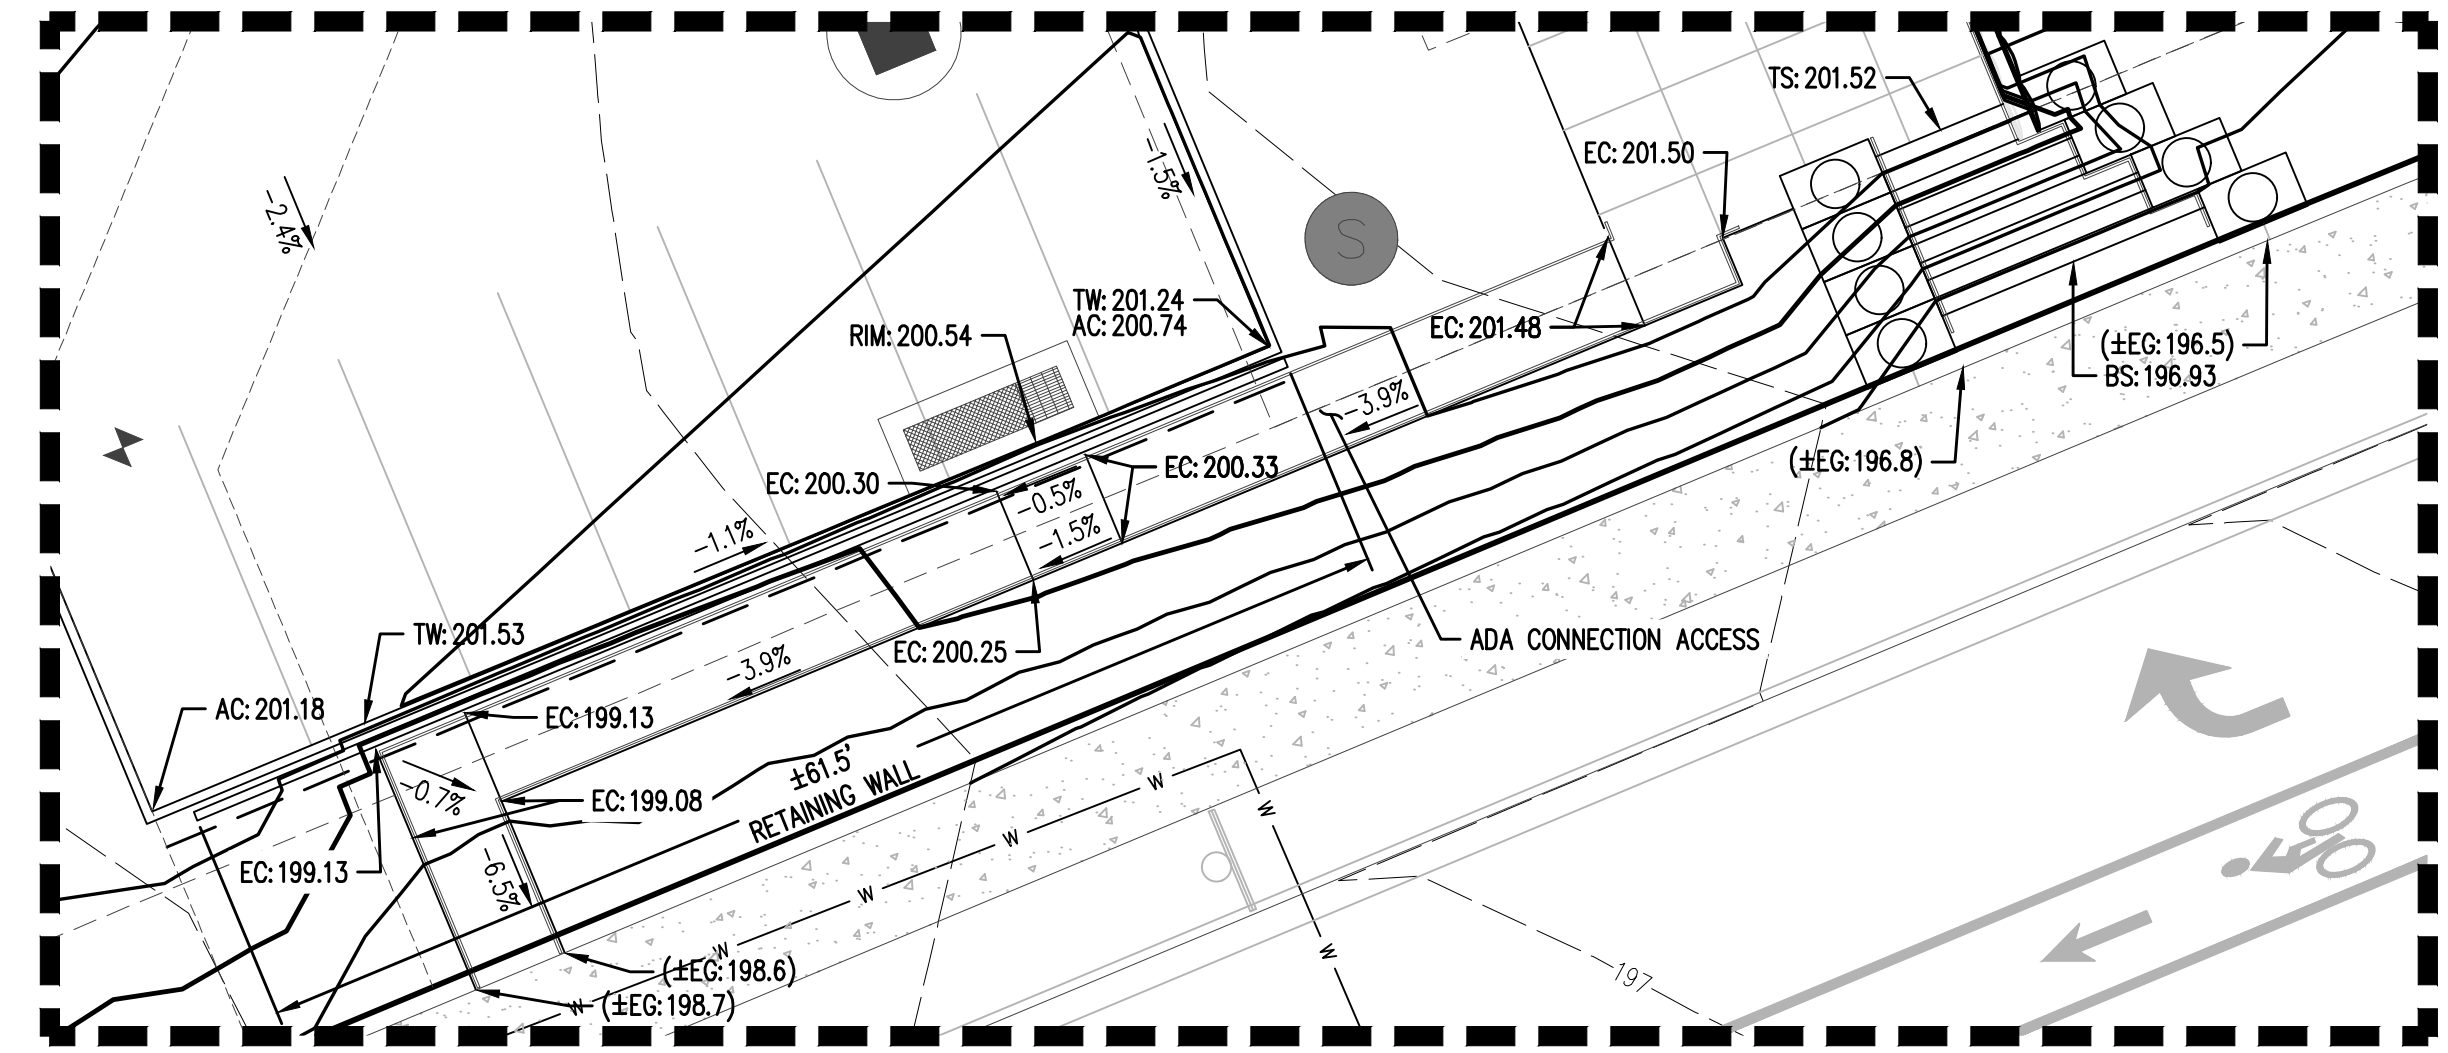 TS: 201.52
EC: 201.50
-1.5%
-2.4%
S
TW: 201.24
AC: 200.74
RIM: 200.54
EC: 201.48
(±EG: 196.5)
BS: 196.93
-3.9%
(±EG: 196.8)
EC: 200.30
EC: 200.33
-0.5%
-1.5%
-1.1%
TW: 201.53
EC: 200.25
ADA CONNECTION ACCESS
-3.9%
AC: 201.18
EC: 199.13
±61.5'
RETAINING WALL
-0.7%
EC: 199.08
W
W
W
W
W
W
W
EC: 199.13
-6.5%
(±EG: 198.6)
(±EG: 198.7)
197